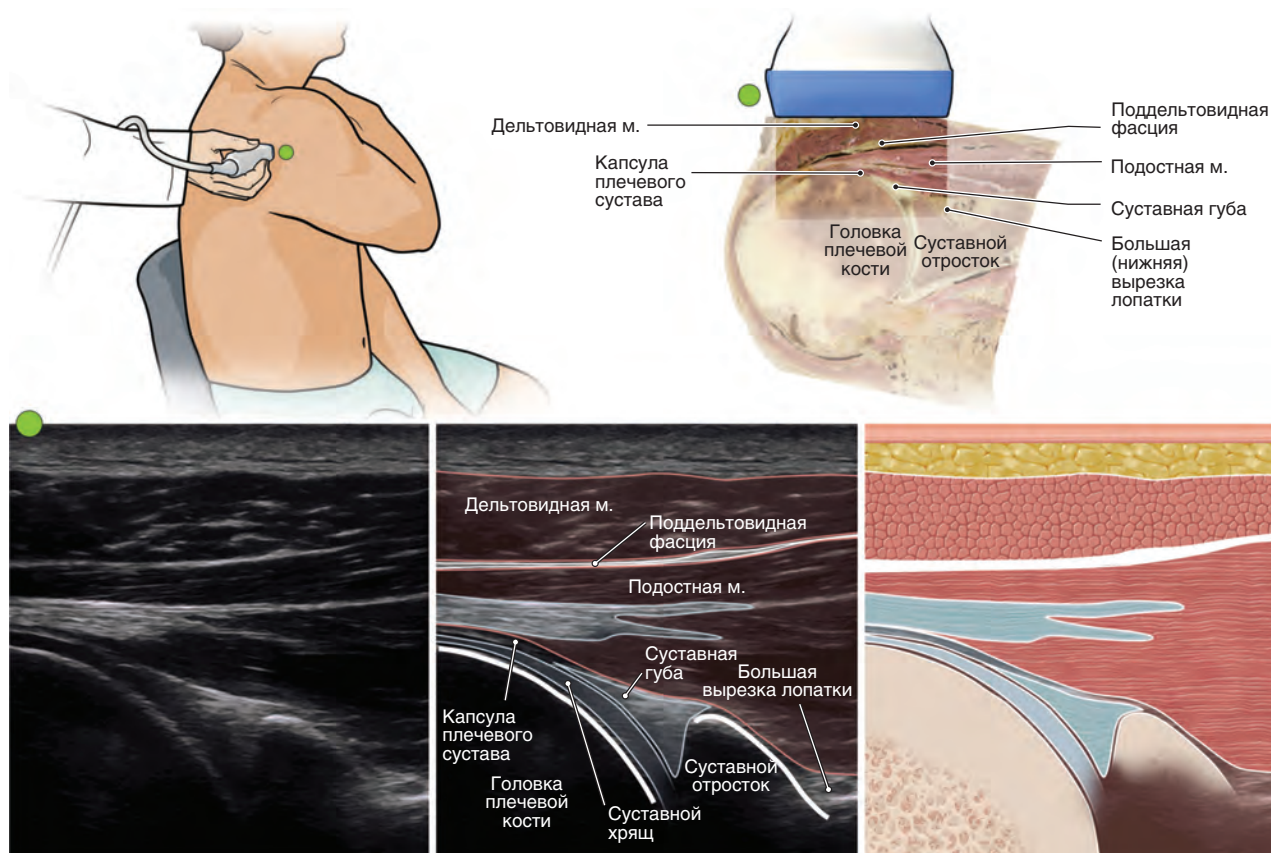 Дельтовидная м.
Капсула
плечевого
сустава
Поддельтовидная
фасция
Подостная м.
Суставная губа
Большая
(нижняя)
вырезка
лопатки
Головка
плечевой
кости
Суставной
отросток
Дельтовидная м.
Поддельтовидная
фасция
Подостная м.
Суставная
губа
Большая
вырезка лопатки
Капсула
плечевого
сустава
Суставной
отросток
Головка
плечевой
кости
Суставной
хрящ